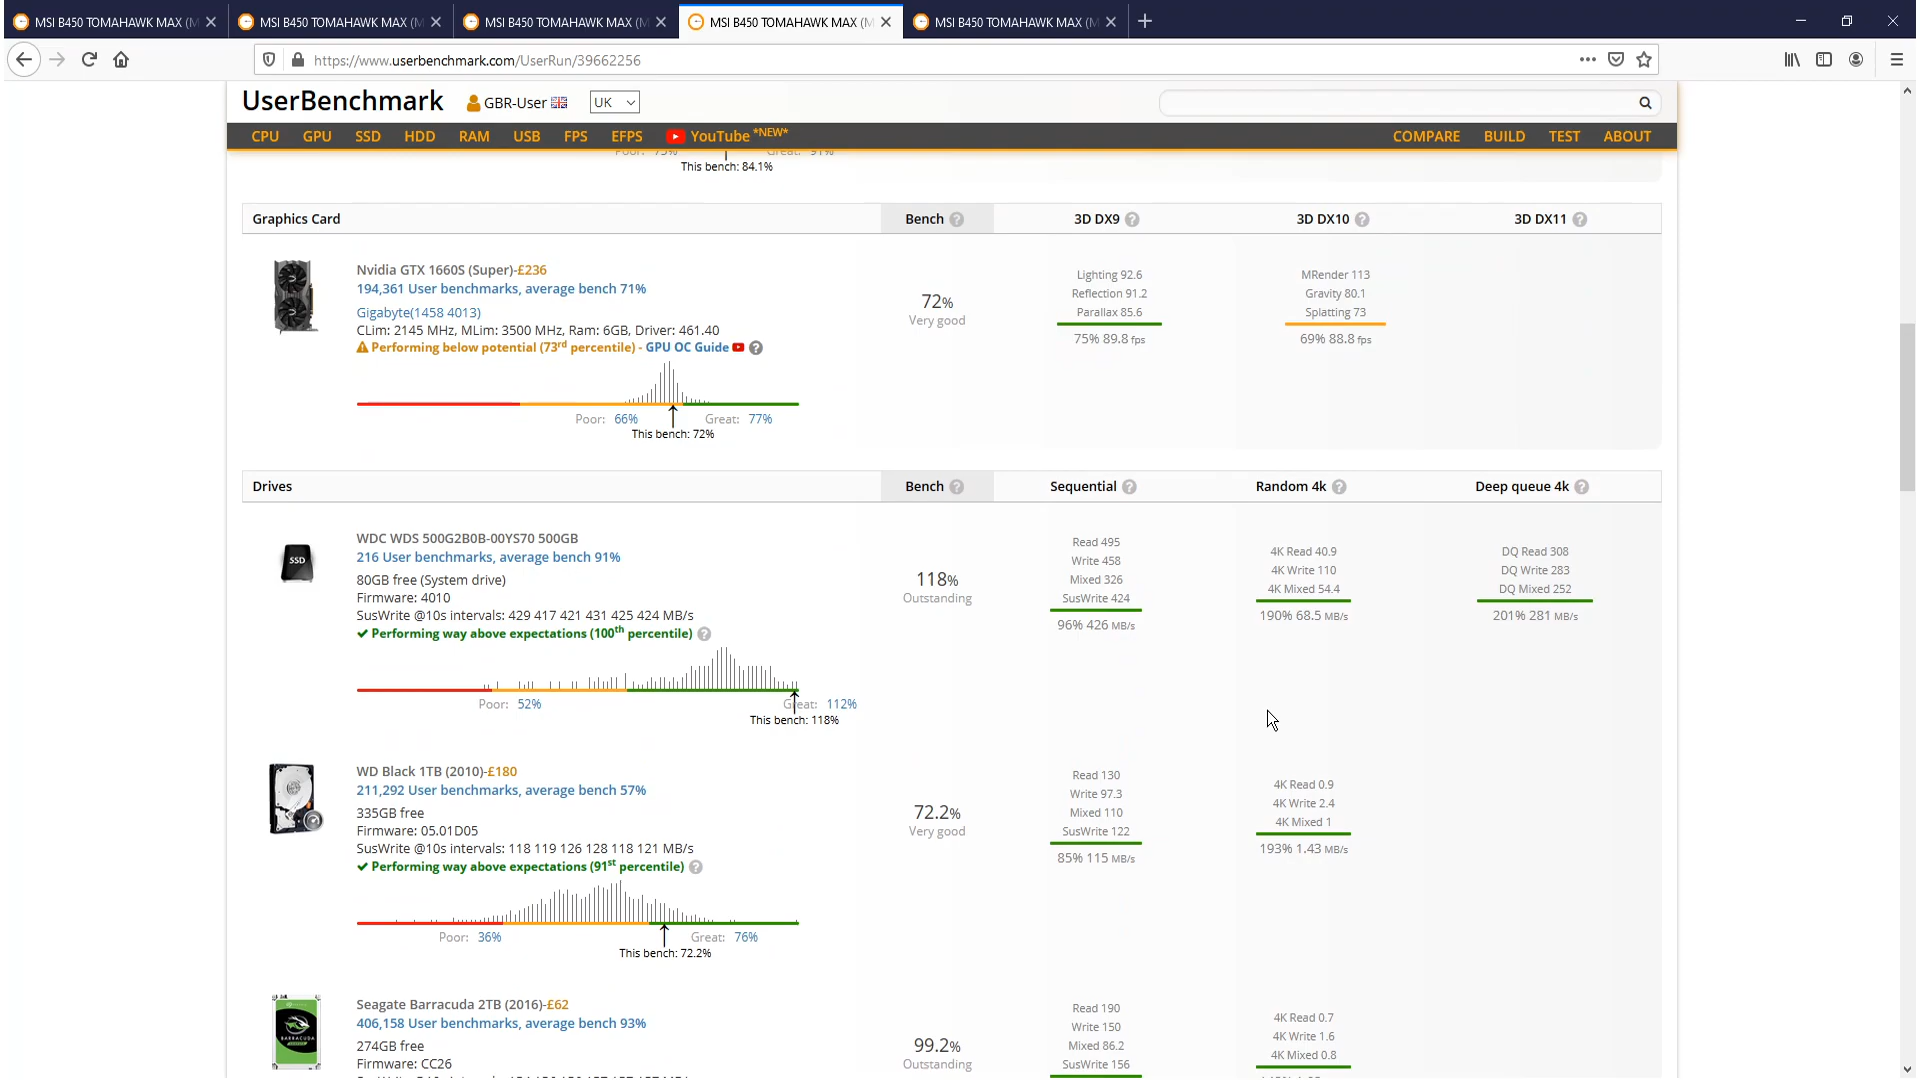 MSI B450 TOMAHAWK MAX (M
MSI B450 TOMAHAWK MAX (M
MSI B450 TOMAHAWK MAX (M
MSI B450 TOMAHAWK MAX (M
MSI B450 TOMAHAWK MAX (M
https://www.userbenchmark.com/UserRun/39662256
UserBenchmark
GBR-User
UK
CPU GPU SSD HDD RAM USB FPS EFPS YouTube *NEW* COMPARE BUILD TEST ABOUT
Poor: 75% Great: 91%
This bench: 84.1%
Graphics Card Bench ? 3D DX9 ? 3D DX10 ? 3D DX11 ?
Nvidia GTX 1660S (Super)-£236
194,361 User benchmarks, average bench 71%
Gigabyte(1458 4013)
CLim: 2145 MHz, MLim: 3500 MHz, Ram: 6GB, Driver: 461.40
Performing below potential (73rd percentile) - GPU OC Guide ?
Poor: 66% Great: 77%
This bench: 72%
72%
Very good
Lighting 92.6
Reflection 91.2
Parallax 85.6
75% 89.8 fps
MRender 113
Gravity 80.1
Splatting 73
69% 88.8 fps
Drives Bench ? Sequential ? Random 4k ? Deep queue 4k ?
SSD
WDC WDS 500G2B0B-00YS70 500GB
216 User benchmarks, average bench 91%
80GB free (System drive)
Firmware: 4010
SusWrite @10s intervals: 429 417 421 431 425 424 MB/s
Performing way above expectations (100th percentile) ?
Poor: 52% Great: 112%
This bench: 118%
118%
Outstanding
Read 495
Write 458
Mixed 326
SusWrite 424
96% 426 MB/s
4K Read 40.9
4K Write 110
4K Mixed 54.4
190% 68.5 MB/s
DQ Read 308
DQ Write 283
DQ Mixed 252
201% 281 MB/s
WD Black 1TB (2010)-£180
211,292 User benchmarks, average bench 57%
335GB free
Firmware: 05.01D05
SusWrite @10s intervals: 118 119 126 128 118 121 MB/s
Performing way above expectations (91st percentile) ?
Poor: 36% Great: 76%
This bench: 72.2%
72.2%
Very good
Read 130
Write 97.3
Mixed 110
SusWrite 122
85% 115 MB/s
4K Read 0.9
4K Write 2.4
4K Mixed 1
193% 1.43 MB/s
BARRACUDA
Seagate Barracuda 2TB (2016)-£62
406,158 User benchmarks, average bench 93%
274GB free
Firmware: CC26
99.2%
Outstanding
Read 190
Write 150
Mixed 86.2
SusWrite 156
4K Read 0.7
4K Write 1.6
4K Mixed 0.8